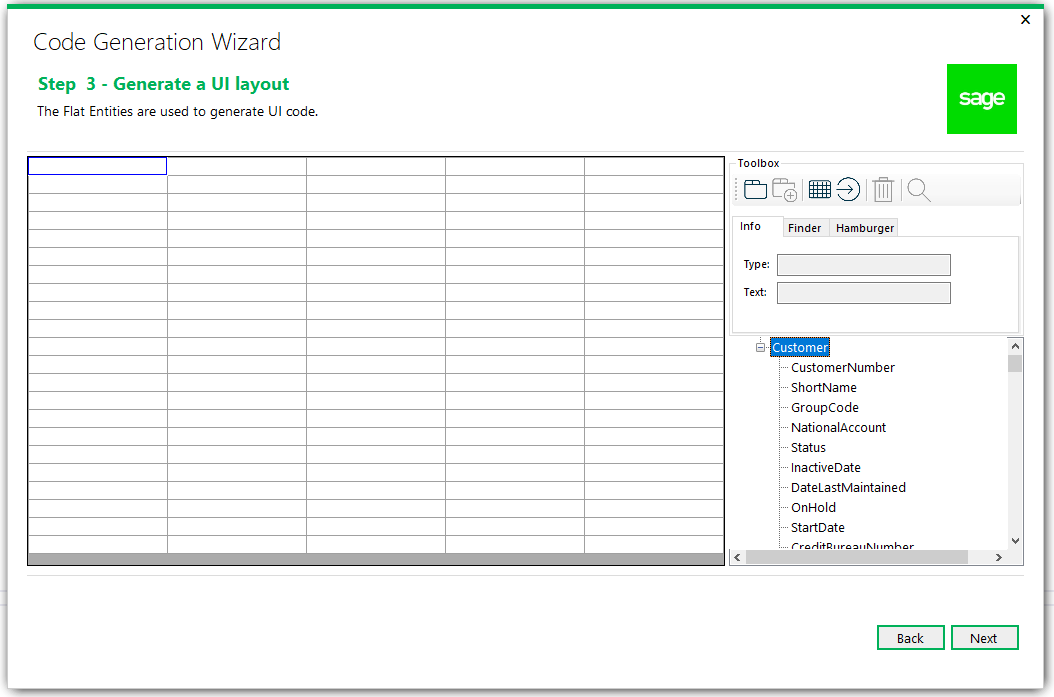 Code Generation Wizard
Step 3 - Generate a UI layout
The Flat Entities are used to generate UI code.
sage
Toolbox
Info Finder Hamburger
Type:
Text:
Customer
CustomerNumber
ShortName
GroupCode
NationalAccount
Status
InactiveDate
DateLastMaintained
OnHold
StartDate
CreditBureauNumber
Back Next